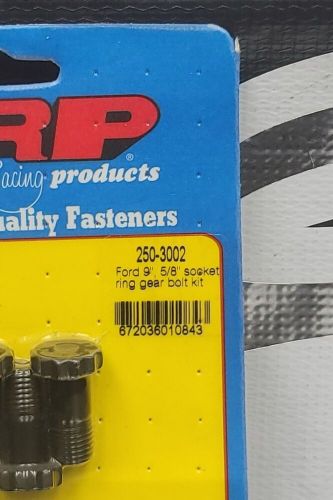 RP®
Racing products
uality Fasteners
250-3002
Ford 9", 5/8" socket
ring gear bolt kit
672036010843